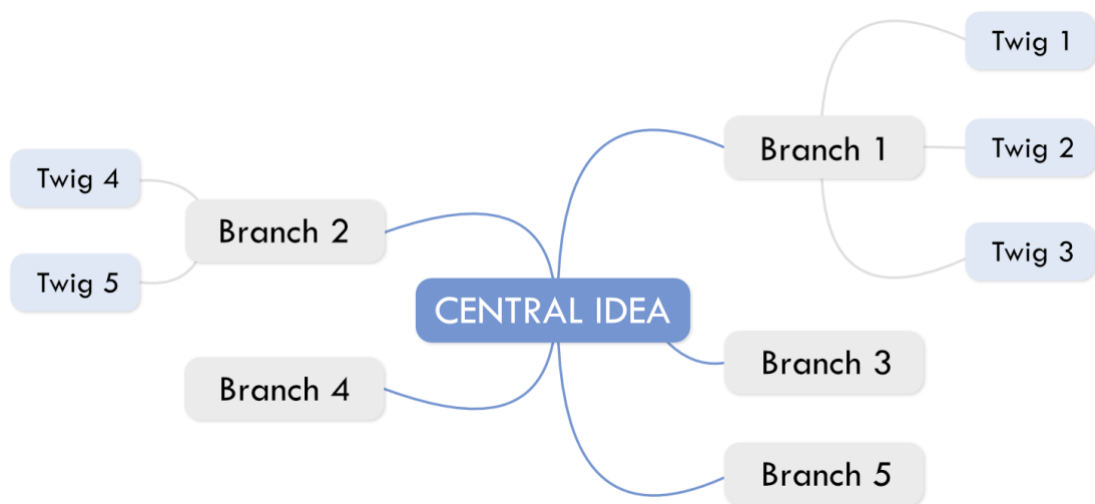 Twig 1
Branch 1
Twig 2
Twig 3
Twig 4
Branch 2
Twig 5
CENTRAL IDEA
Branch 3
Branch 4
Branch 5